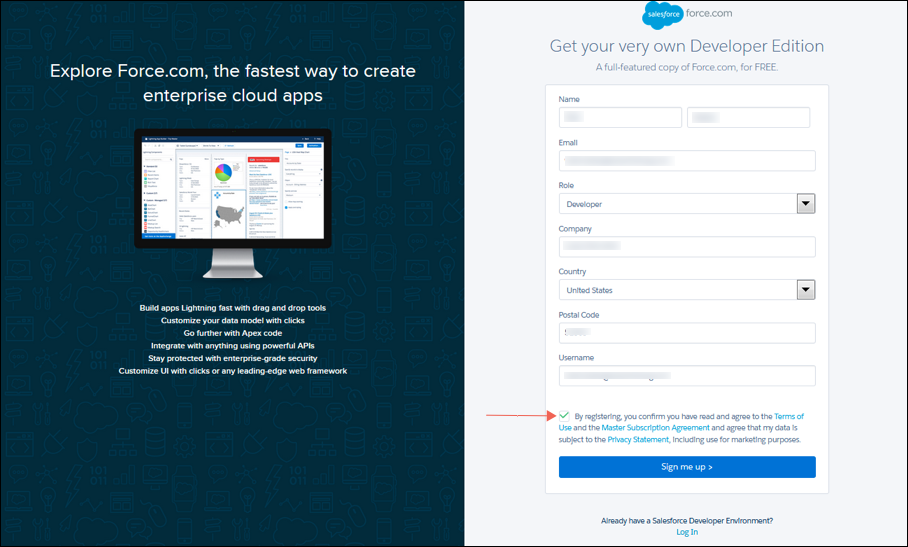 Explore Force.com, the fastest way to create
enterprise cloud apps
Build apps Lightning fast with drag and drop tools
Customize your data model with clicks
Go further with Apex code
Integrate with anything using powerful APIs
Stay protected with enterprise-grade security
Customize UI with clicks or any leading-edge web framework
salesforce force.com
Get your very own Developer Edition
A full-featured copy of Force.com, for FREE.
Name
Email
Role
Developer
Company
Country
United States
Postal Code
Username
By registering, you confirm you have read and agree to the Terms of
Use and the Master Subscription Agreement and agree that my data is
subject to the Privacy Statement, including use for marketing purposes.
Sign me up >
Already have a Salesforce Developer Environment?
Log In